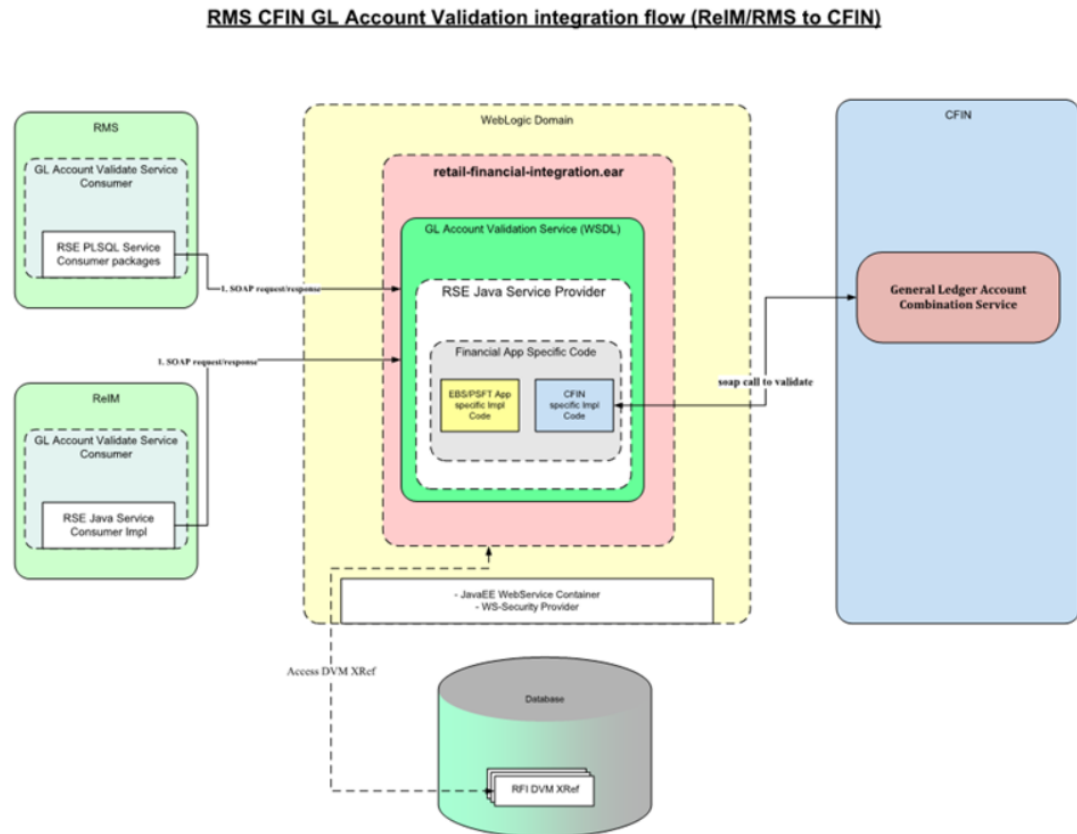 RMS CFIN GL Account Validation integration flow (ReIM/RMS to CFIN)
RMS
GL Account Validate Service
Consumer
RSE PLSQL Service
Consumer packages
1. SOAP request/response
1. SOAP request/response
ReIM
GL Account Validate Service
Consumer
RSE Java Service
Consumer Impl
WebLogic Domain
retail-financial-integration.ear
GL Account Validation Service (WSDL)
RSE Java Service Provider
Financial App Specific Code
EBS/PSFT App
specific Impl
Code
CFIN
specific Impl
Code
- JavaEE WebService Container
- WS-Security Provider
soap call to validate
CFIN
General Ledger Account
Combination Service
Access DVM XRef
Database
RFI DVM XRef